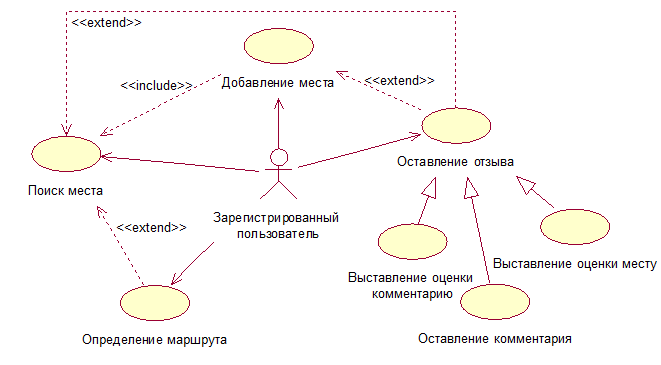 <<extend>>
Добавление места
<<include>>
<<extend>>
Оставление отзыва
Поиск места
Зарегистрированный
пользователь
<<extend>>
Выставление оценки месту
Выставление оценки
комментарию
Определение маршрута
Оставление комментария